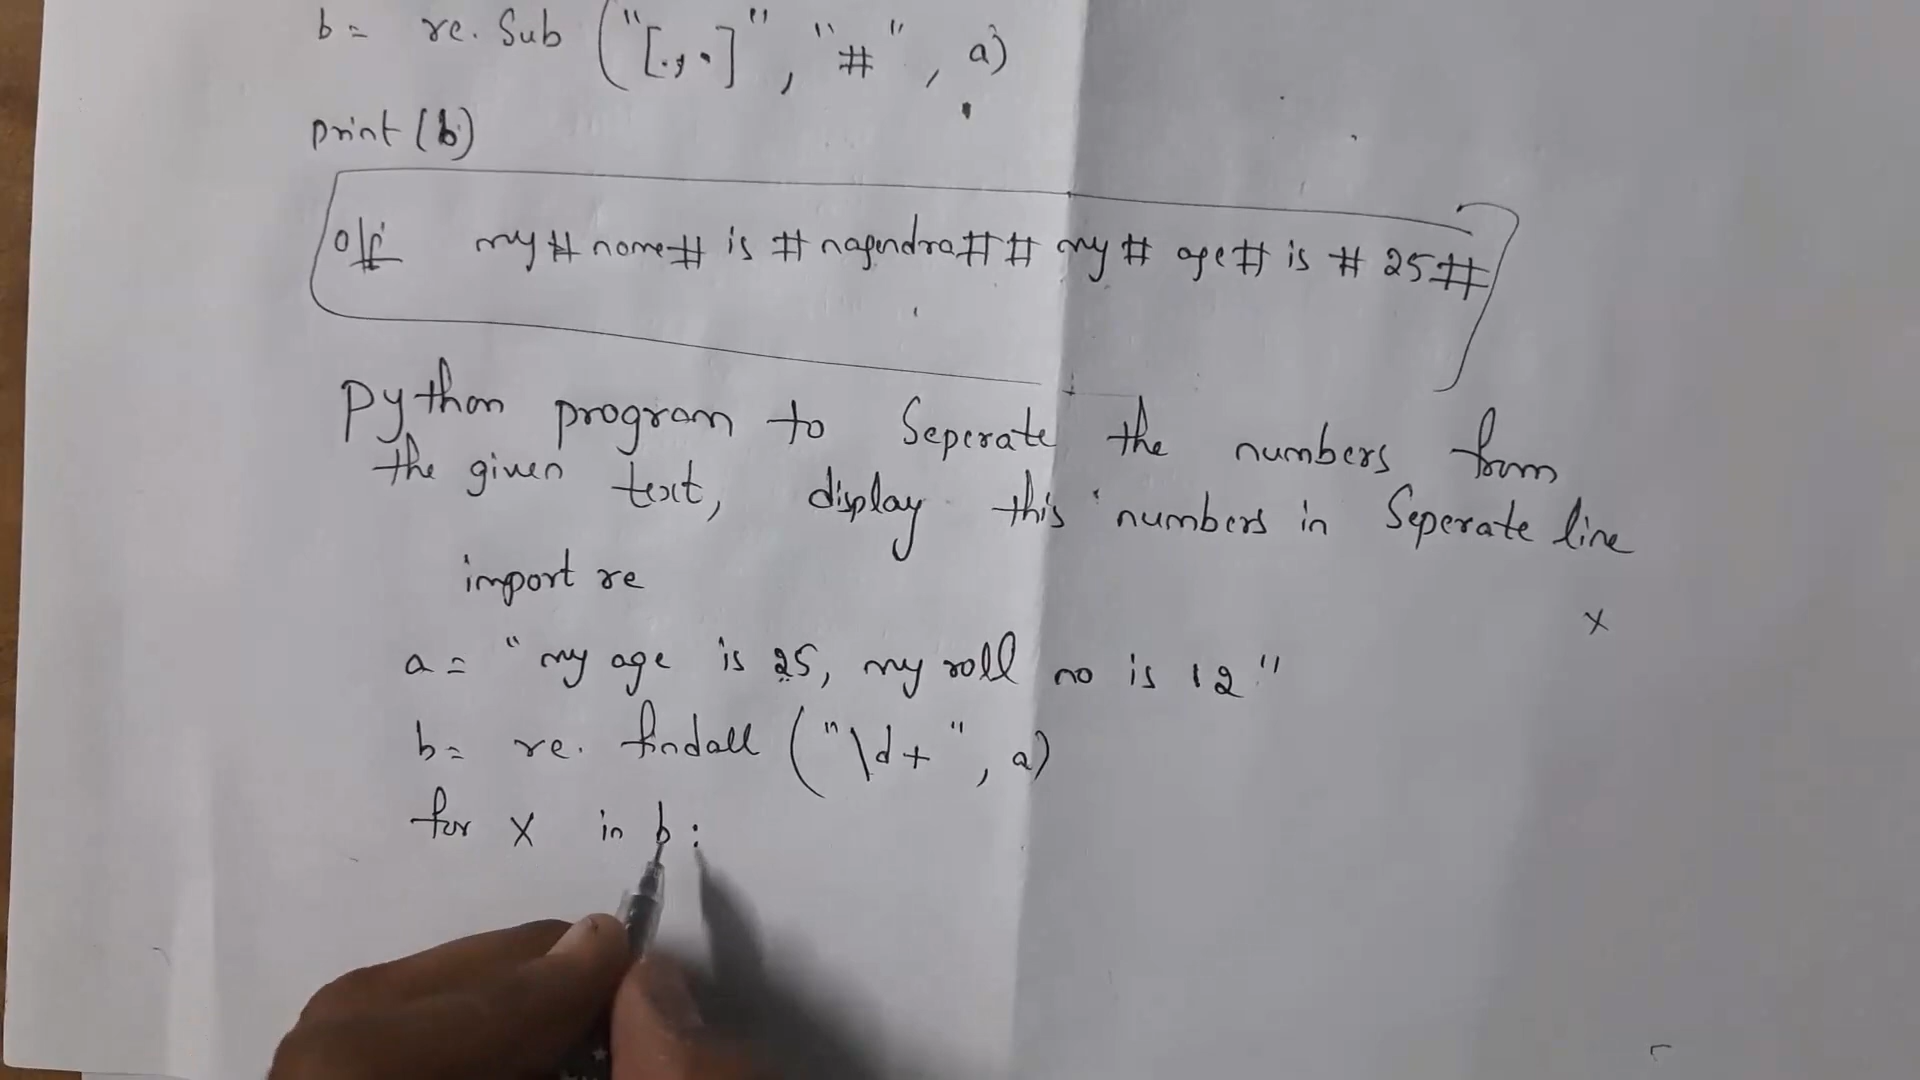 b= re.Sub ("[.,.]", "#", a)
print (b)
o/p my# name# is # nagendra## my# age# is # 25#
Python program to Seperate the numbers from
the given text, display this numbers in Seperate line
import re
x
a = "my age is 25, my roll no is 12"
b= re. findall ("\d+", a)
for x in b: